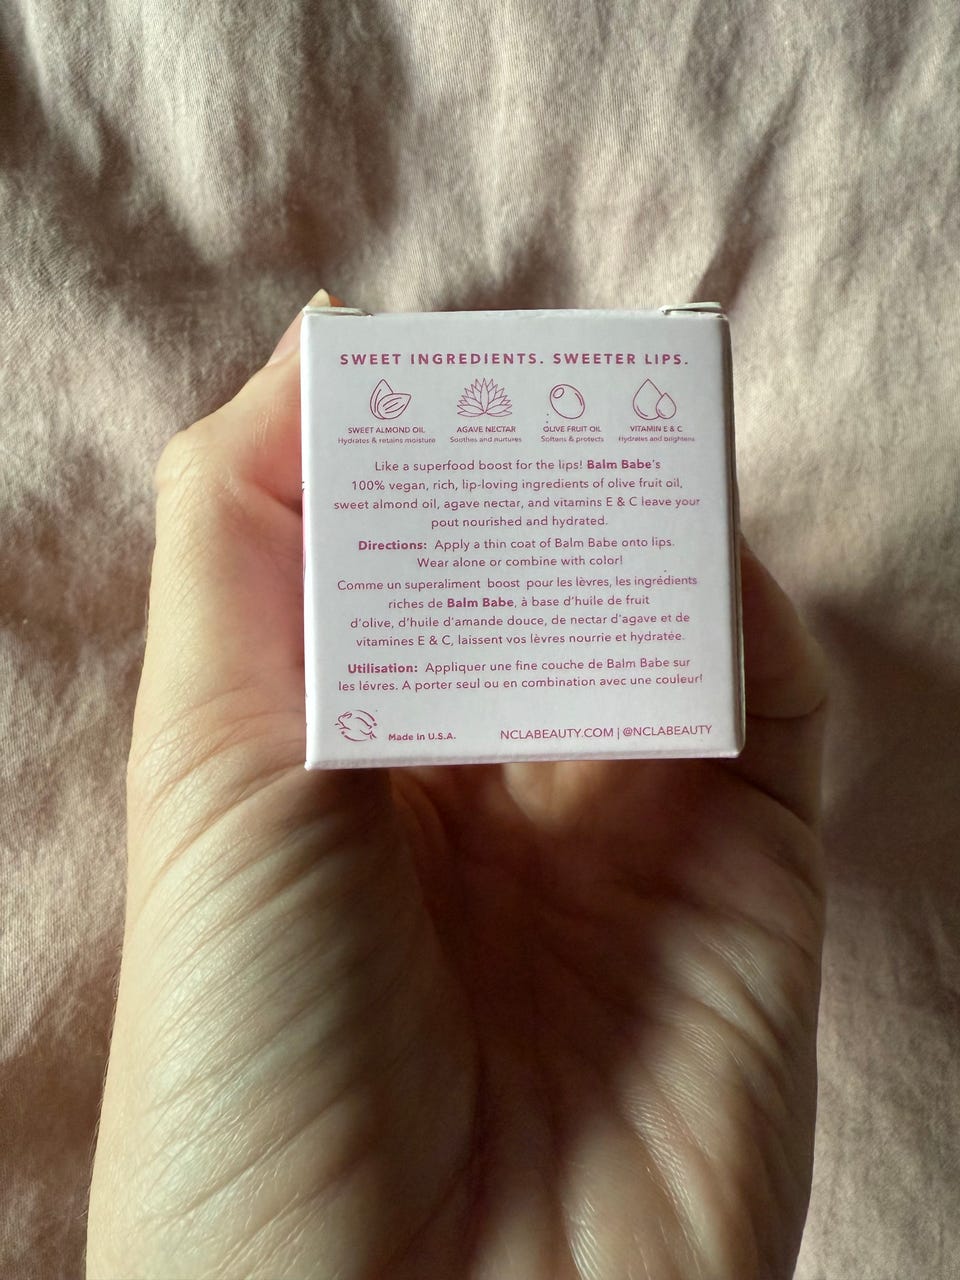 SWEET INGREDIENTS. SWEETER LIPS.
SWEET ALMOND OIL
Hydrates & retains moisture
AGAVE NECTAR
Soothes and nurtures
OLIVE FRUIT OIL
Softens & protects
VITAMIN E & C
Hydrates and brightens
Like a superfood boost for the lips! Balm Babe's
100% vegan, rich, lip-loving ingredients of olive fruit oil,
sweet almond oil, agave nectar, and vitamins E & C leave your
pout nourished and hydrated.
Directions: Apply a thin coat of Balm Babe onto lips.
Wear alone or combine with color!
Comme un superaliment boost pour les lèvres, les ingrédients
riches de Balm Babe, à base d'huile de fruit
d'olive, d'huile d'amande douce, de nectar d'agave et de
vitamines E & C, laissent vos lèvres nourrie et hydratée.
Utilisation: Appliquer une fine couche de Balm Babe sur
les lévres. A porter seul ou en combination avec une couleur!
Made in U.S.A.
NCLABEAUTY.COM | @NCLABEAUTY